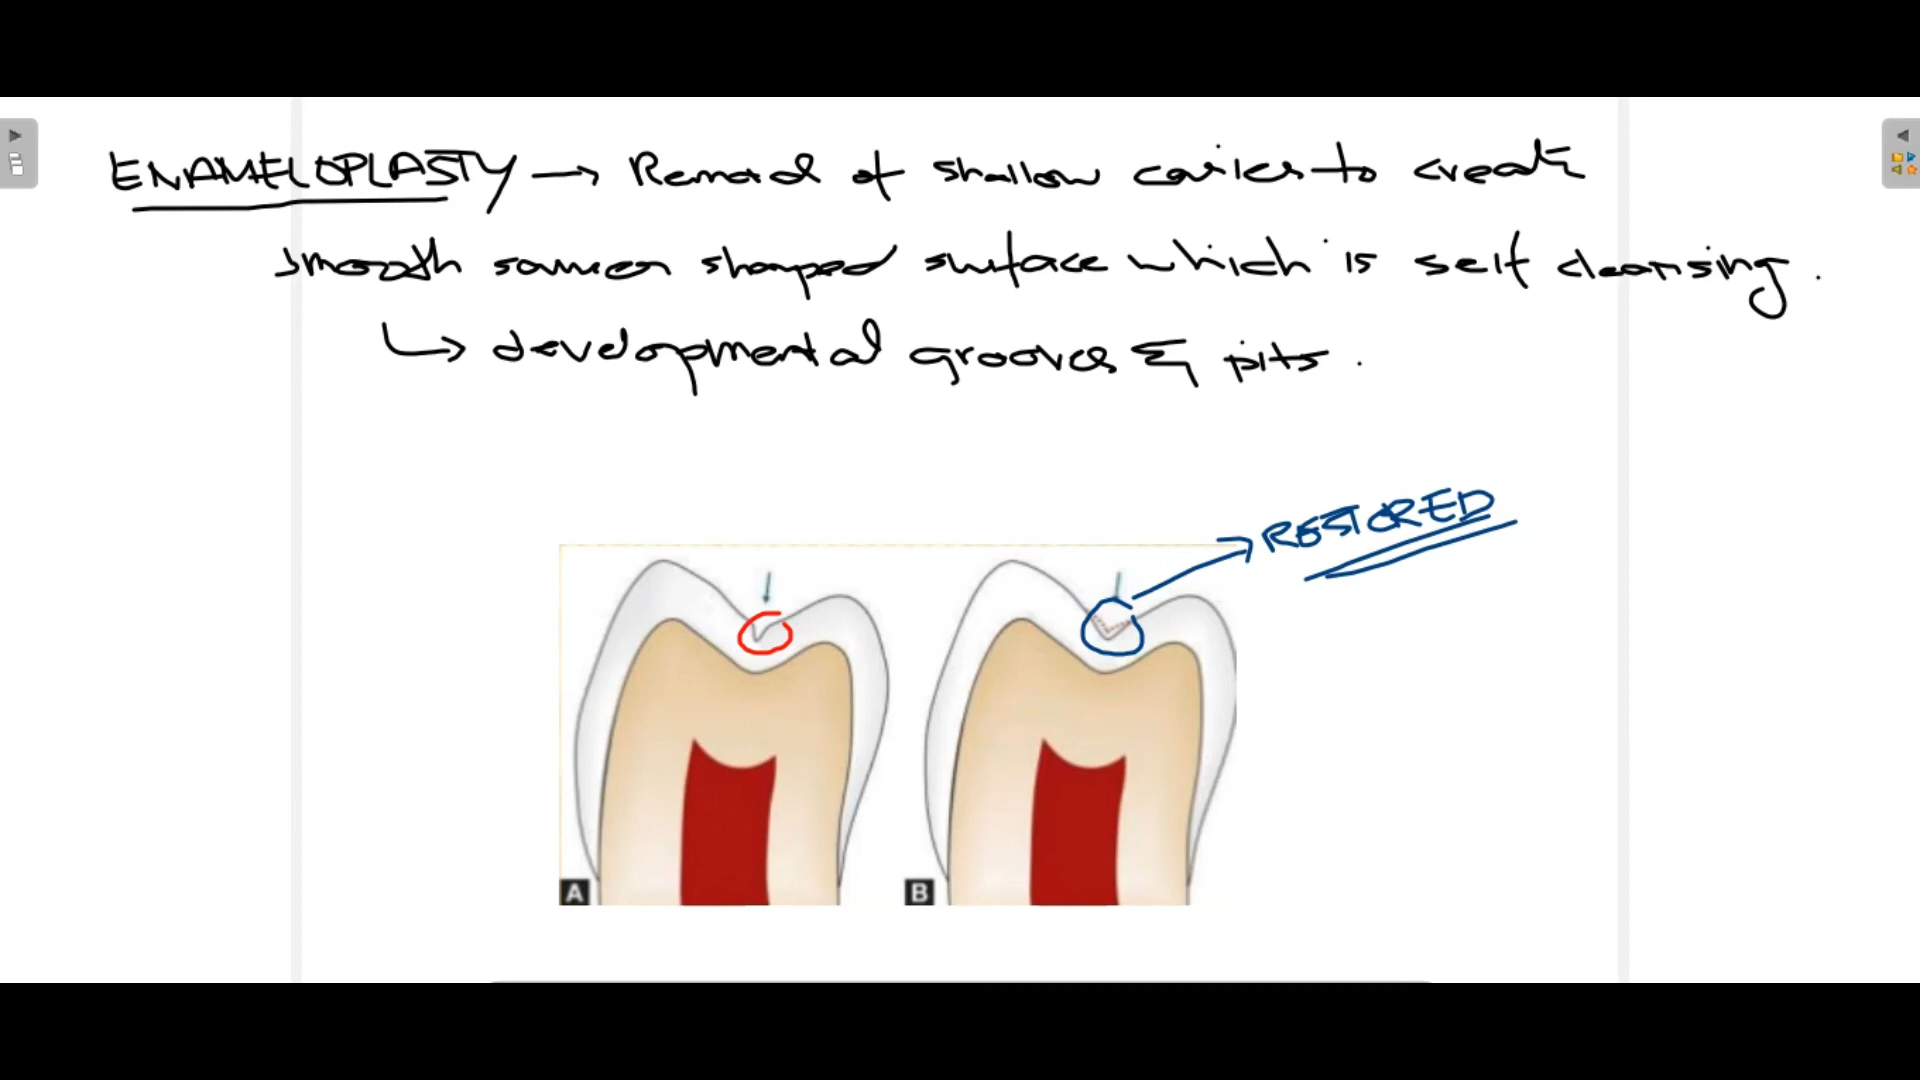 ENAMELOPLASTY → Removal of shallow caries to create
smooth saucer shaped surface which is self cleansing.
↳ developmental grooves & pits.
RESTORED
A
B